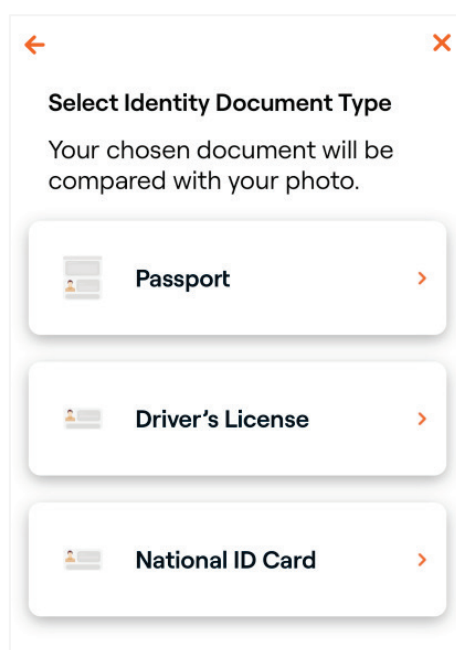 Select Identity Document Type
Your chosen document will be
compared with your photo.
Passport
Driver’s License
National ID Card